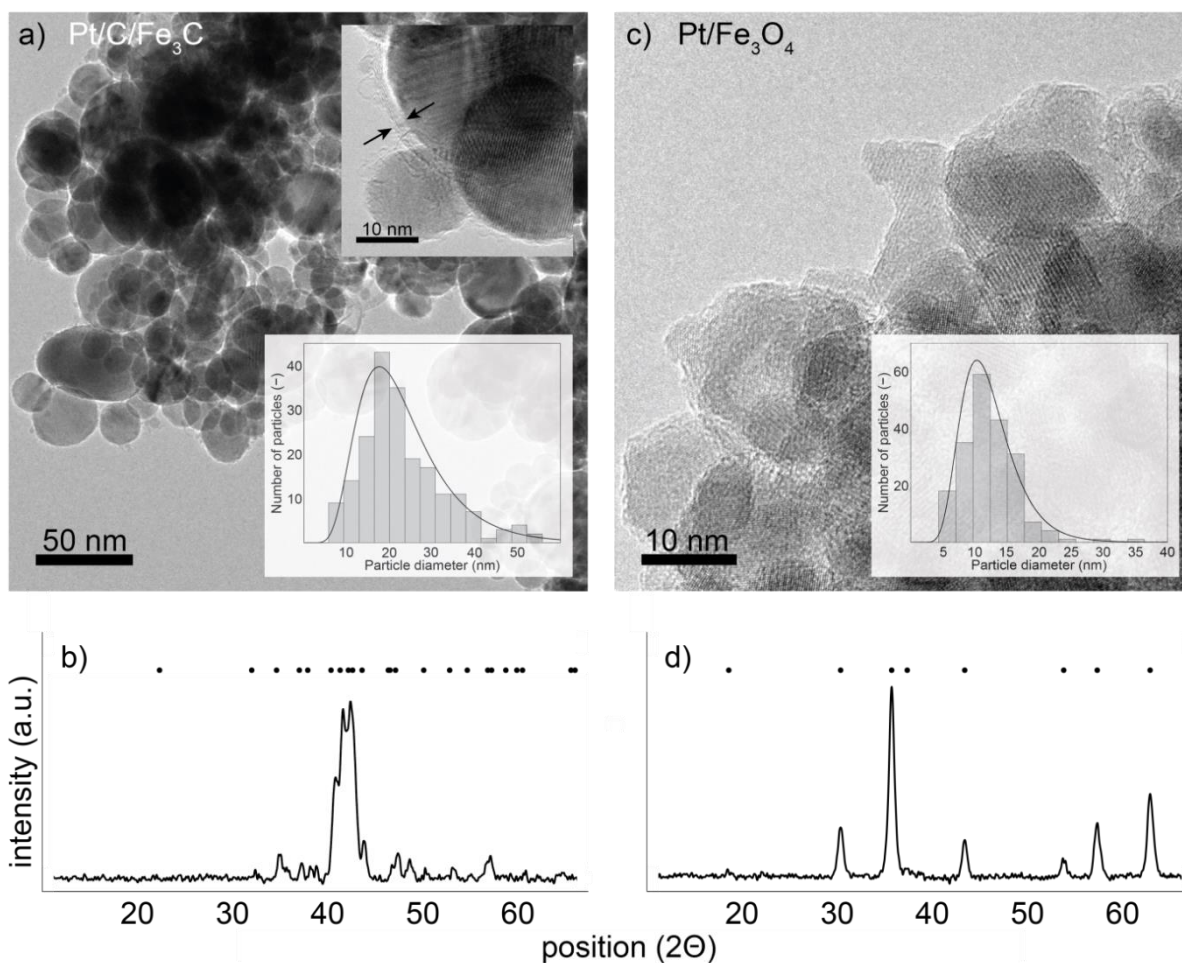 a) Pt/C/Fe₃C
10 nm
50 nm
Number of particles (–)
40
30
20
10
10 20 30 40 50
Particle diameter (nm)
c) Pt/Fe₃O₄
10 nm
Number of particles (–)
60
40
20
5 10 15 20 25 30 35 40
Particle diameter (nm)
b)
intensity (a.u.)
20 30 40 50 60
d)
20 30 40 50 60
position (2Θ)